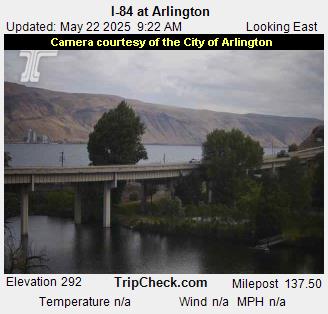 I-84 at Arlington
Updated: May 22 2025 9:22 AM Looking East
Camera courtesy of the City of Arlington
Elevation 292 TripCheck.com Milepost 137.50
Temperature n/a Wind n/a MPH n/a